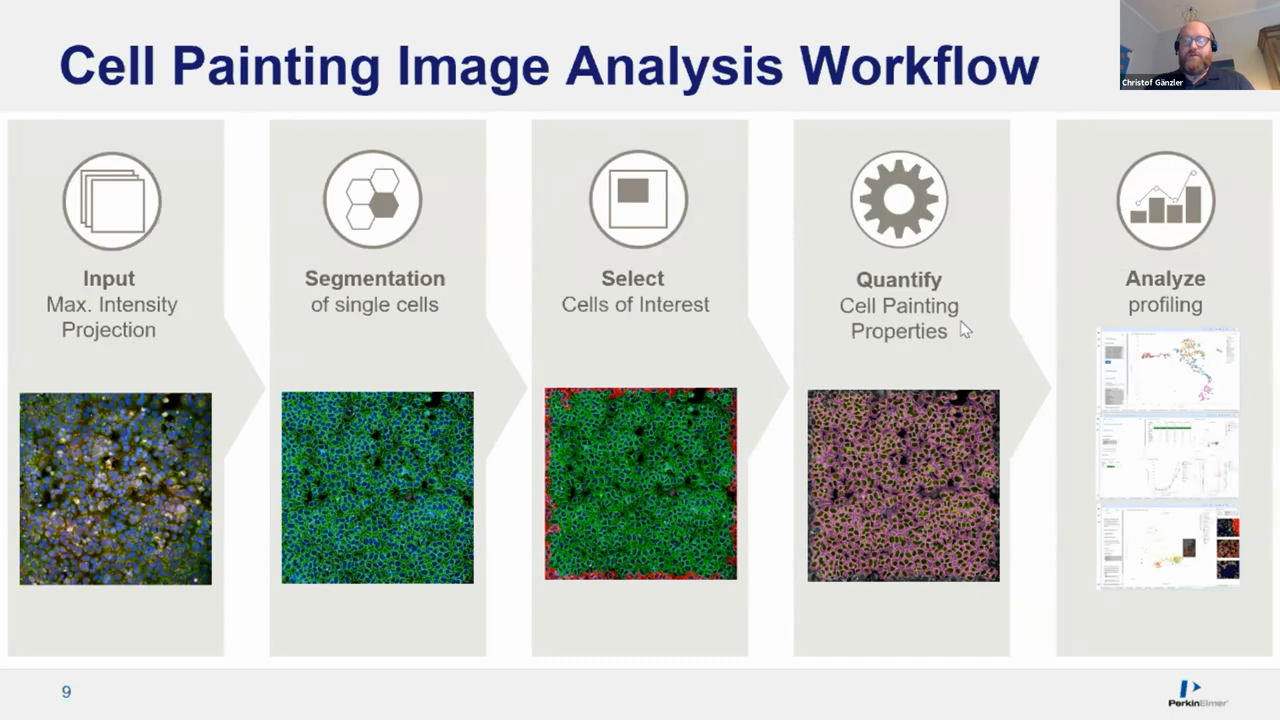 Cell Painting Image Analysis Workflow
Christof Gänzler
Input
Max. Intensity
Projection
Segmentation
of single cells
Select
Cells of Interest
Quantify
Cell Painting
Properties
Analyze
profiling
9
PerkinElmer